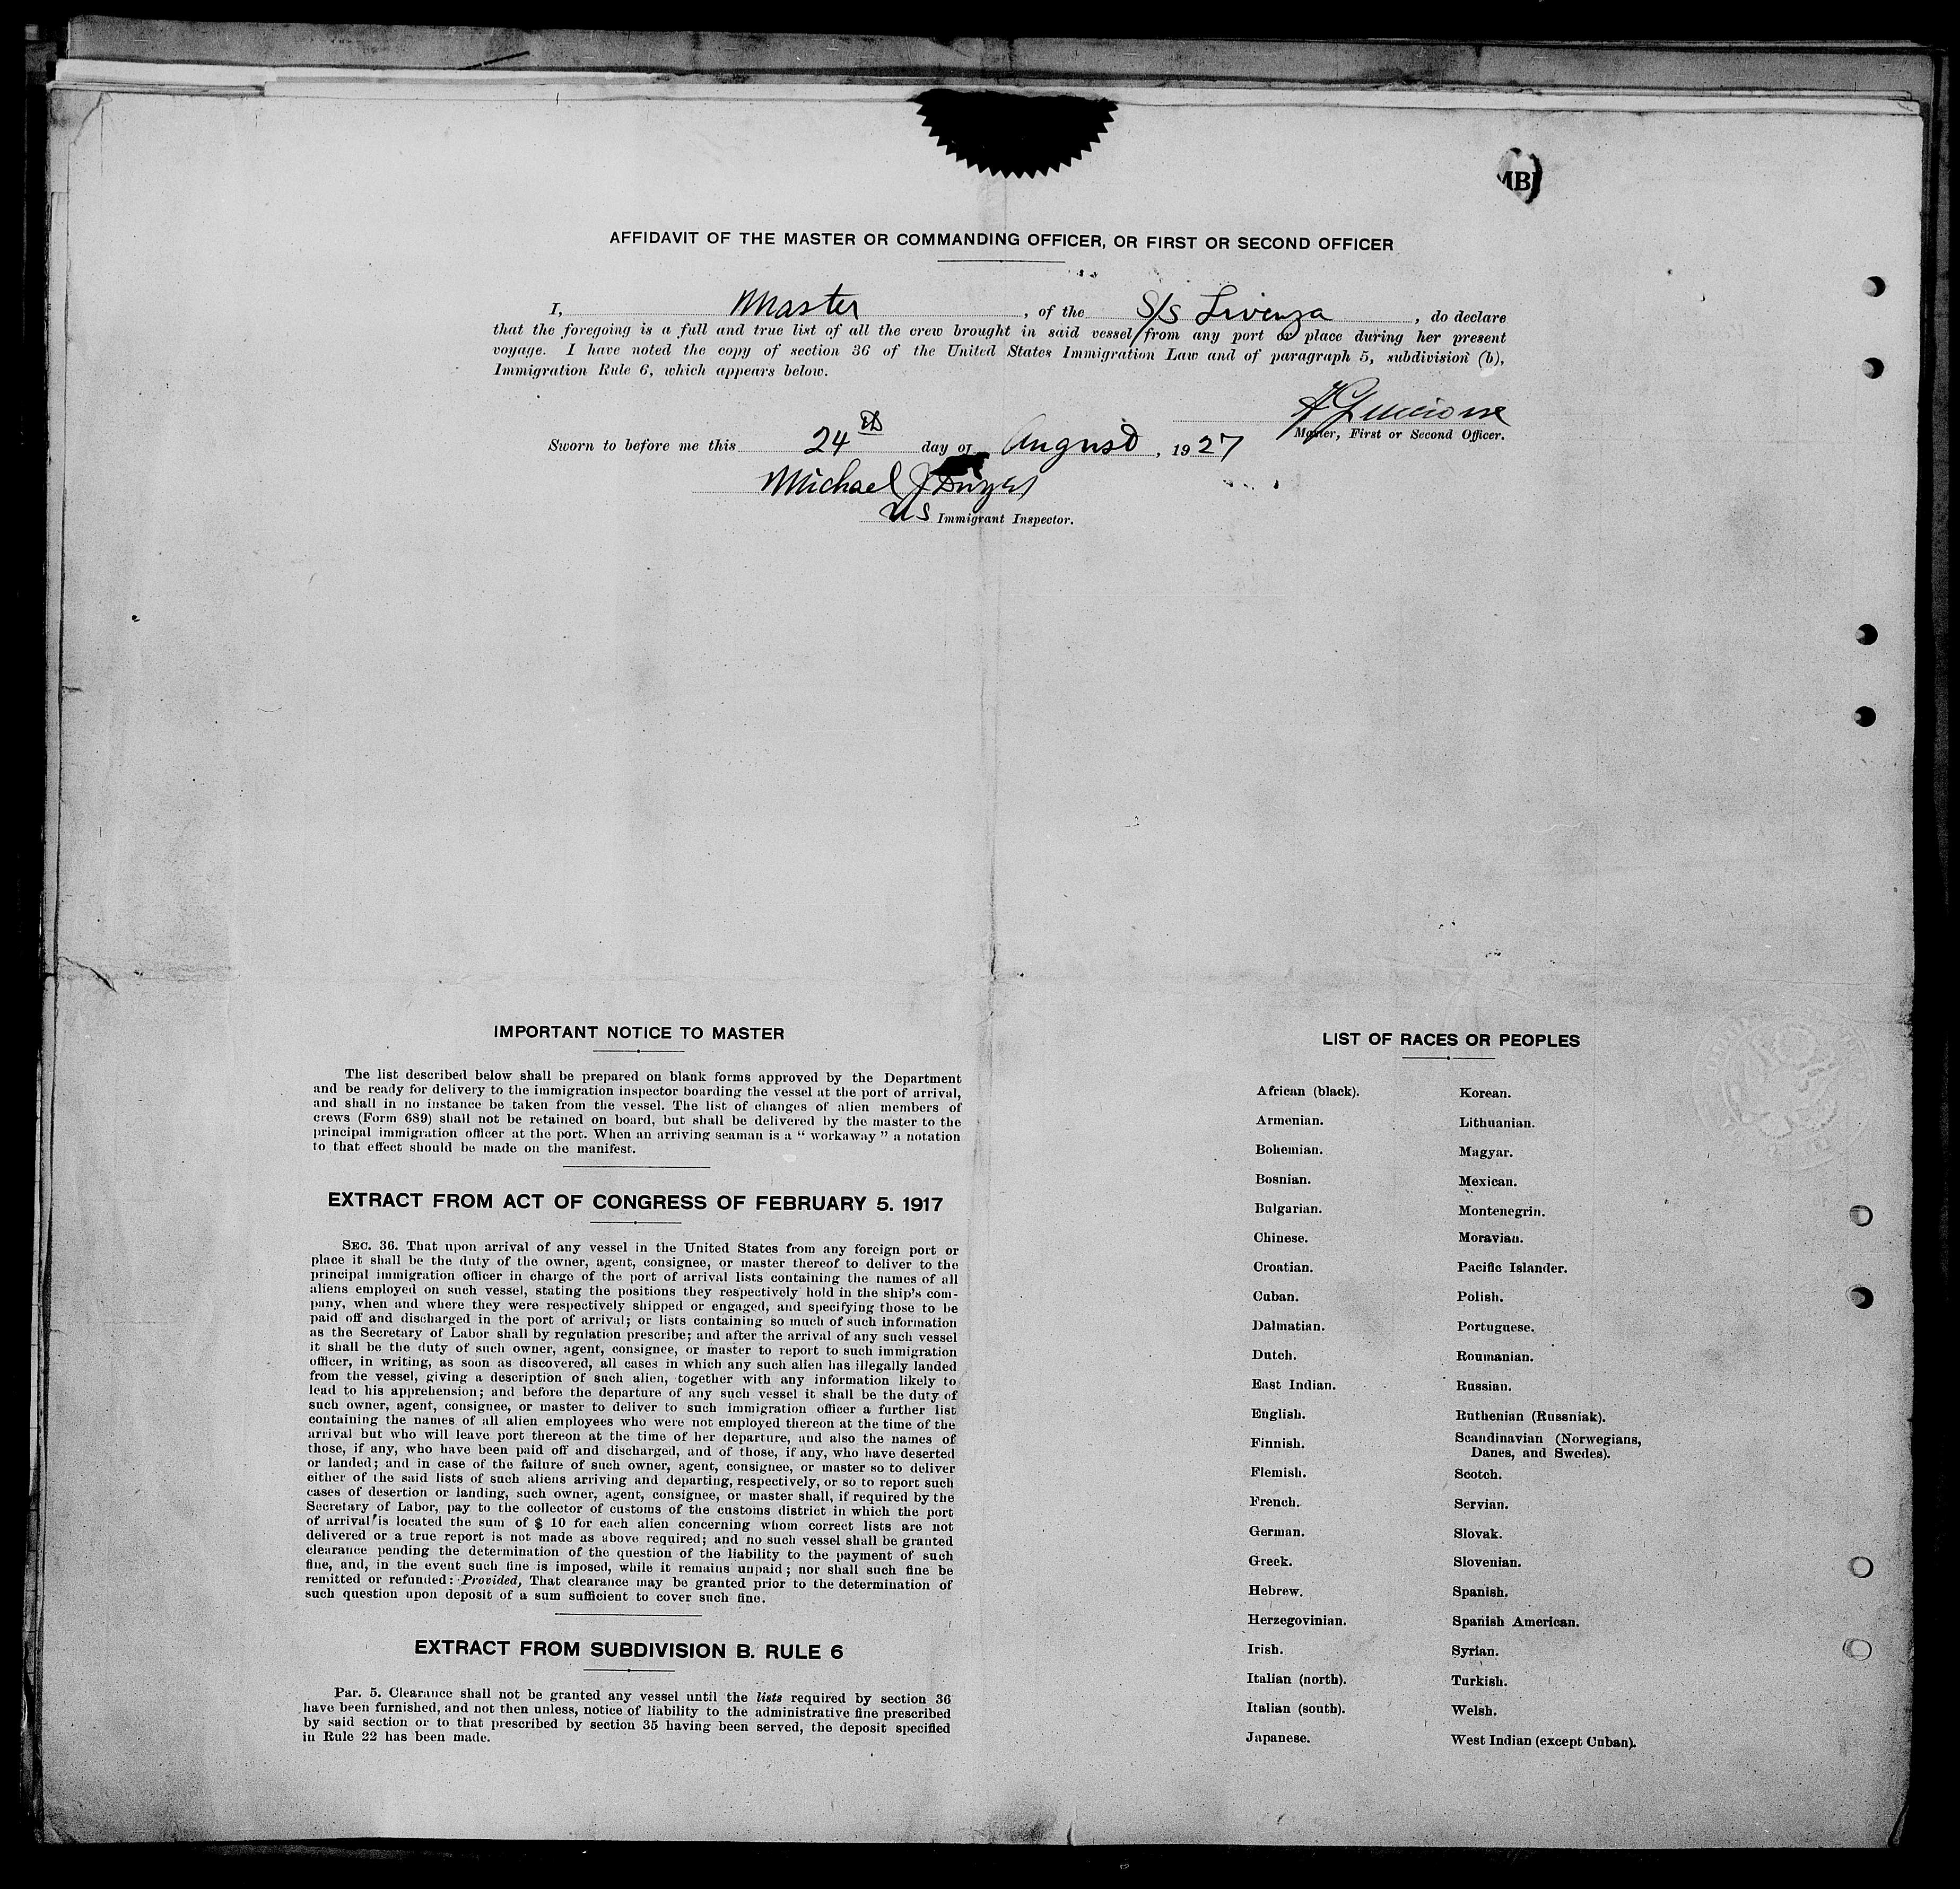 MB
AFFIDAVIT OF THE MASTER OR COMMANDING OFFICER, OR FIRST OR SECOND OFFICER
I, Master, of the S/S Livenza, do declare
that the foregoing is a full and true list of all the crew brought in said vessel from any port or place during her present
voyage. I have noted the copy of section 36 of the United States Immigration Law and of paragraph 5, subdivision (b),
Immigration Rule 6, which appears below.
Master, First or Second Officer.
Sworn to before me this 24th day of August, 1927
Michael J
US Immigrant Inspector.
IMPORTANT NOTICE TO MASTER
The list described below shall be prepared on blank forms approved by the Department
and be ready for delivery to the immigration inspector boarding the vessel at the port of arrival,
and shall in no instance be taken from the vessel. The list of changes of alien members of
crews (Form 689) shall not be retained on board, but shall be delivered by the master to the
principal immigration officer at the port. When an arriving seaman is a "workaway" a notation
to that effect should be made on the manifest.
EXTRACT FROM ACT OF CONGRESS OF FEBRUARY 5. 1917
SEC. 36. That upon arrival of any vessel in the United States from any foreign port or
place it shall be the duty of the owner, agent, consignee, or master thereof to deliver to the
principal immigration officer in charge of the port of arrival lists containing the names of all
aliens employed on such vessel, stating the positions they respectively hold in the ship's com-
pany, when and where they were respectively shipped or engaged, and specifying those to be
paid off and discharged in the port of arrival; or lists containing so much of such information
as the Secretary of Labor shall by regulation prescribe; and after the arrival of any such vessel
it shall be the duty of such owner, agent, consignee, or master to report to such immigration
officer, in writing, as soon as discovered, all cases in which any such alien has illegally landed
from the vessel, giving a description of such alien, together with any information likely to
lead to his apprehension; and before the departure of any such vessel it shall be the duty of
such owner, agent, consignee, or master to deliver to such immigration officer a further list
containing the names of all alien employees who were not employed thereon at the time of the
arrival but who will leave port thereon at the time of her departure, and also the names of
those, if any, who have been paid off and discharged, and of those, if any, who have deserted
or landed; and in case of the failure of such owner, agent, consignee, or master so to deliver
either of the said lists of such aliens arriving and departing, respectively, or so to report such
cases of desertion or landing, such owner, agent, consignee, or master shall, if required by the
Secretary of Labor, pay to the collector of customs of the customs district in which the port
of arrival is located the sum of $ 10 for each alien concerning whom correct lists are not
delivered or a true report is not made as above required; and no such vessel shall be granted
clearance pending the determination of the question of the liability to the payment of such
fine, and, in the event such fine is imposed, while it remains unpaid; nor shall such fine be
remitted or refunded: Provided, That clearance may be granted prior to the determination of
such question upon deposit of a sum sufficient to cover such fine.
EXTRACT FROM SUBDIVISION B. RULE 6
Par. 5. Clearance shall not be granted any vessel until the lists required by section 36
have been furnished, and not then unless, notice of liability to the administrative fine prescribed
by said section or to that prescribed by section 35 having been served, the deposit specified
in Rule 22 has been made.
LIST OF RACES OR PEOPLES
African (black).
Armenian.
Bohemian.
Bosnian.
Bulgarian.
Chinese.
Croatian.
Cuban.
Dalmatian.
Dutch.
East Indian.
English.
Finnish.
Flemish.
French.
German.
Greek.
Hebrew.
Herzegovinian.
Irish.
Italian (north).
Italian (south).
Japanese.
Korean.
Lithuanian.
Magyar.
Mexican.
Montenegrin.
Moravian.
Pacific Islander.
Polish.
Portuguese.
Roumanian.
Russian.
Ruthenian (Russniak).
Scandinavian (Norwegians,
Danes, and Swedes).
Scotch.
Servian.
Slovak.
Slovenian.
Spanish.
Spanish American.
Syrian.
Turkish.
Welsh.
West Indian (except Cuban).